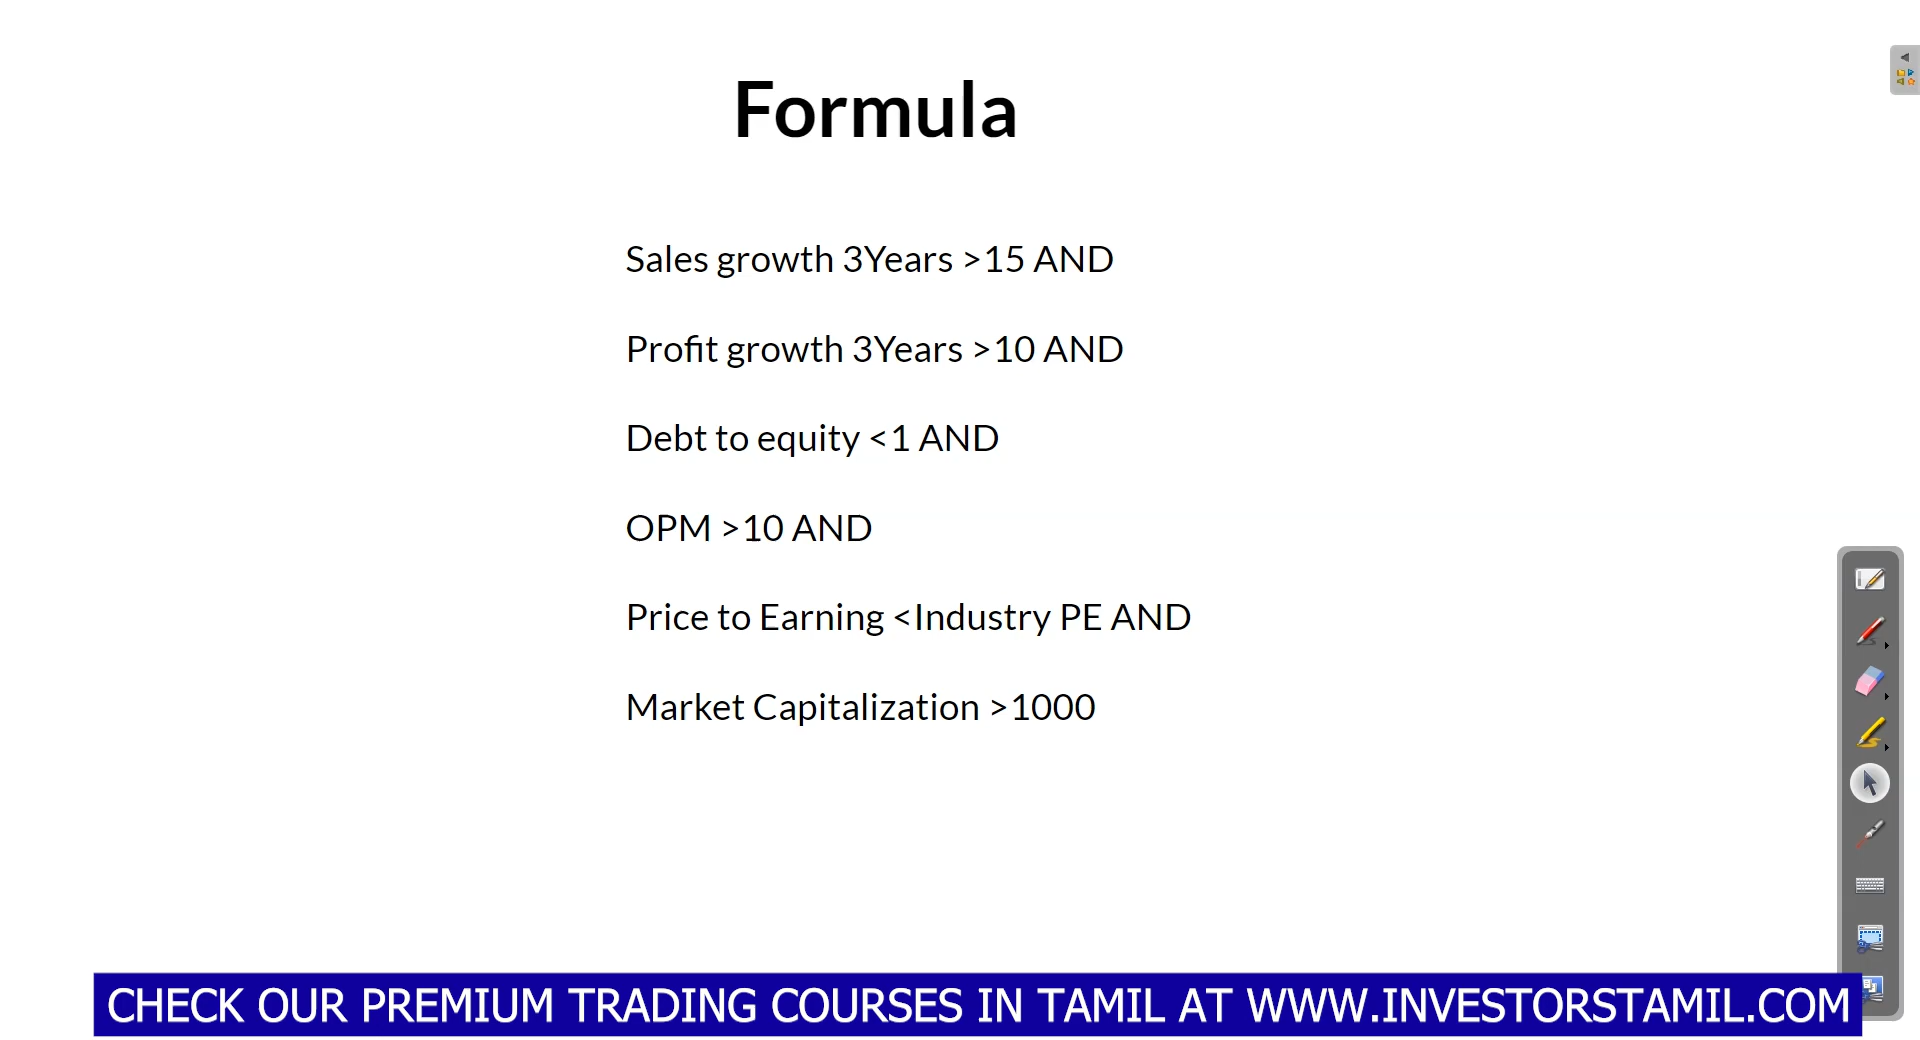 Formula
Sales growth 3Years >15 AND
Profit growth 3Years >10 AND
Debt to equity <1 AND
OPM >10 AND
Price to Earning <Industry PE AND
Market Capitalization >1000
CHECK OUR PREMIUM TRADING COURSES IN TAMIL AT WWW.INVESTORSTAMIL.COM